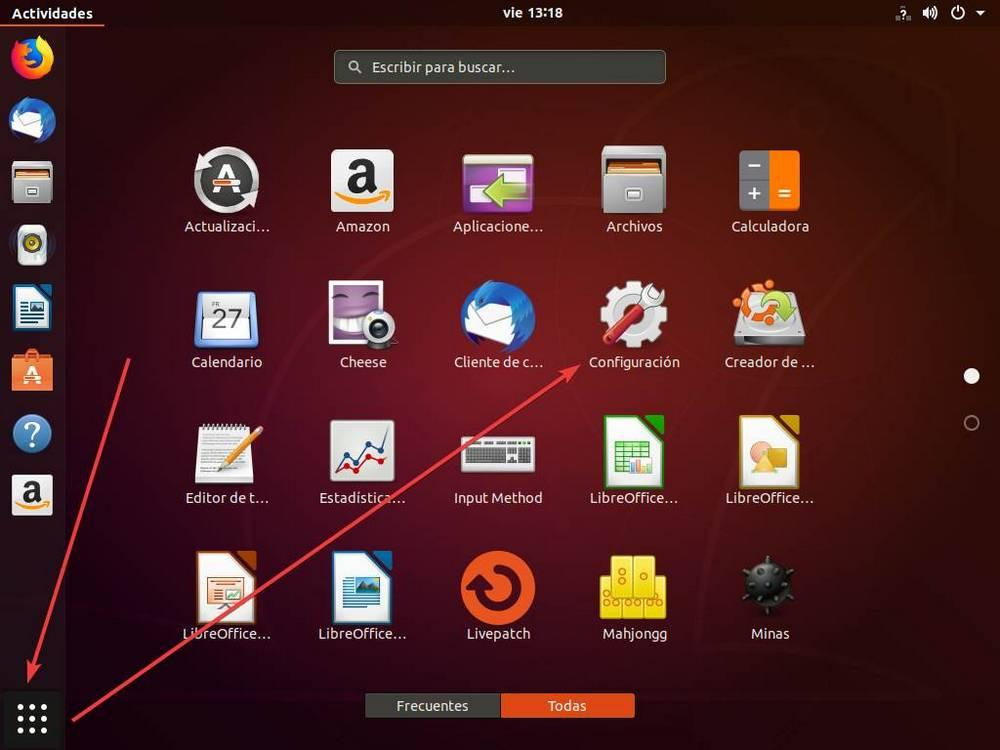 Actividades
vie 13:18
?
Escribir para buscar...
Actualizaci...
Amazon
Aplicacione...
Archivos
Calculadora
FR
27
Calendario
Cheese
Cliente de c...
Configuración
Creador de ...
Editor de t...
Estadística...
Input Method
LibreOffice...
LibreOffice...
LibreOffice...
LibreOffice...
Livepatch
Mahjongg
Minas
Frecuentes
Todas